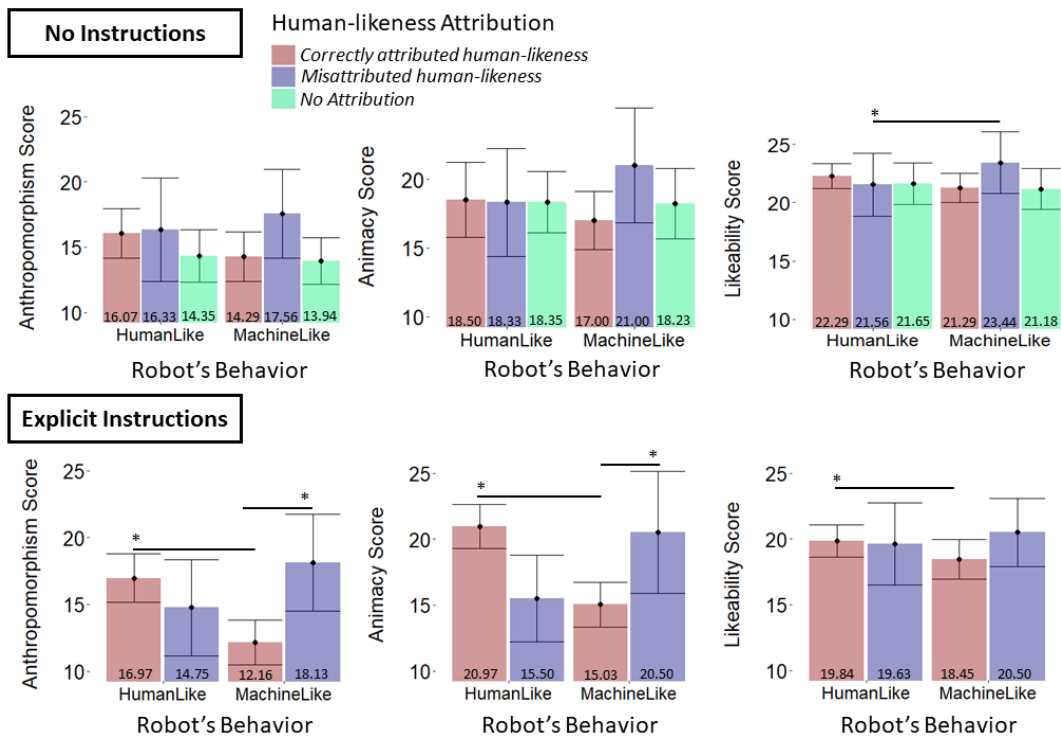 No Instructions
Human-likeness Attribution
Correctly attributed human-likeness
Misattributed human-likeness
No Attribution
Anthropomorphism Score
25
20
15
10
16.07 16.33 14.35 14.29 17.56 13.94
HumanLike MachineLike
Robot's Behavior
Animacy Score
20
15
10
18.50 18.33 18.35 17.00 21.00 18.23
HumanLike MachineLike
Robot's Behavior
Likeability Score
25
20
15
10
*
22.29 21.56 21.65 21.29 23.44 21.18
HumanLike MachineLike
Robot's Behavior
Explicit Instructions
Anthropomorphism Score
25
20
15
10
*
*
16.97 14.75 12.16 18.13
HumanLike MachineLike
Robot's Behavior
Animacy Score
25
20
15
10
*
*
20.97 15.50 15.03 20.50
HumanLike MachineLike
Robot's Behavior
Likeability Score
25
20
15
10
*
19.84 19.63 18.45 20.50
HumanLike MachineLike
Robot's Behavior